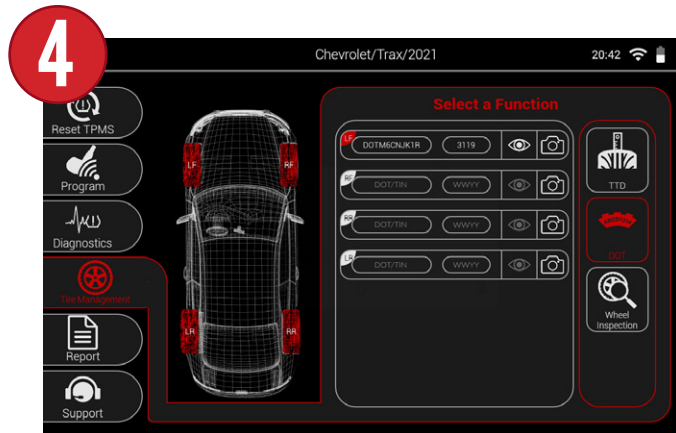 4
Chevrolet/Trax/2021
20:42
Reset TPMS
Program
Diagnostics
Tire Management
Report
Support
LF
RF
LR
RR
Select a Function
LF DOTM6CNJK1R 3119
RF DOT/TIN WWYY
RR DOT/TIN WWYY
LR DOT/TIN WWYY
TTD
DOT
Wheel
Inspection